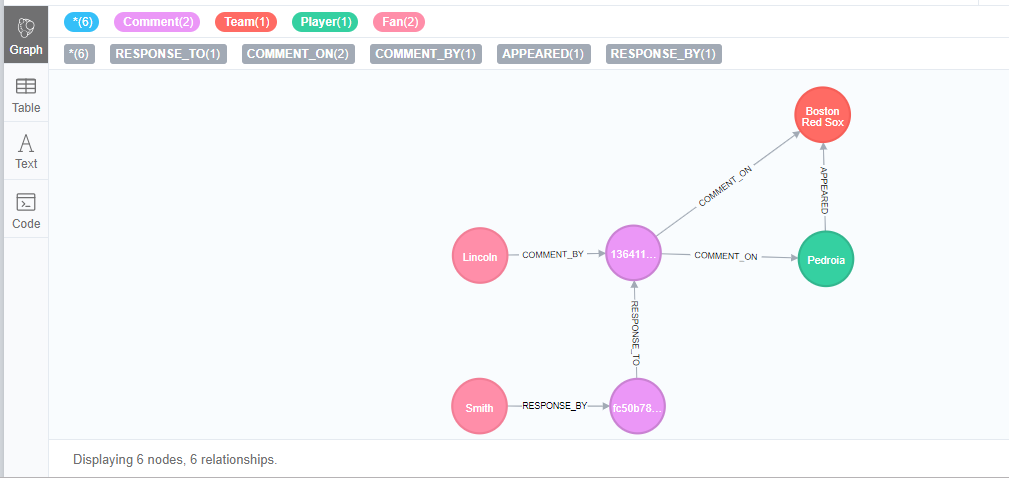 *(6) Comment(2) Team(1) Player(1) Fan(2)
*(6) RESPONSE_TO(1) COMMENT_ON(2) COMMENT_BY(1) APPEARED(1) RESPONSE_BY(1)
Graph
Table
Text
Code
Boston
Red Sox
COMMENT_ON
APPEARED
Lincoln
COMMENT_BY
136411...
COMMENT_ON
Pedroia
RESPONSE_TO
Smith
RESPONSE_BY
fc50b78...
Displaying 6 nodes, 6 relationships.